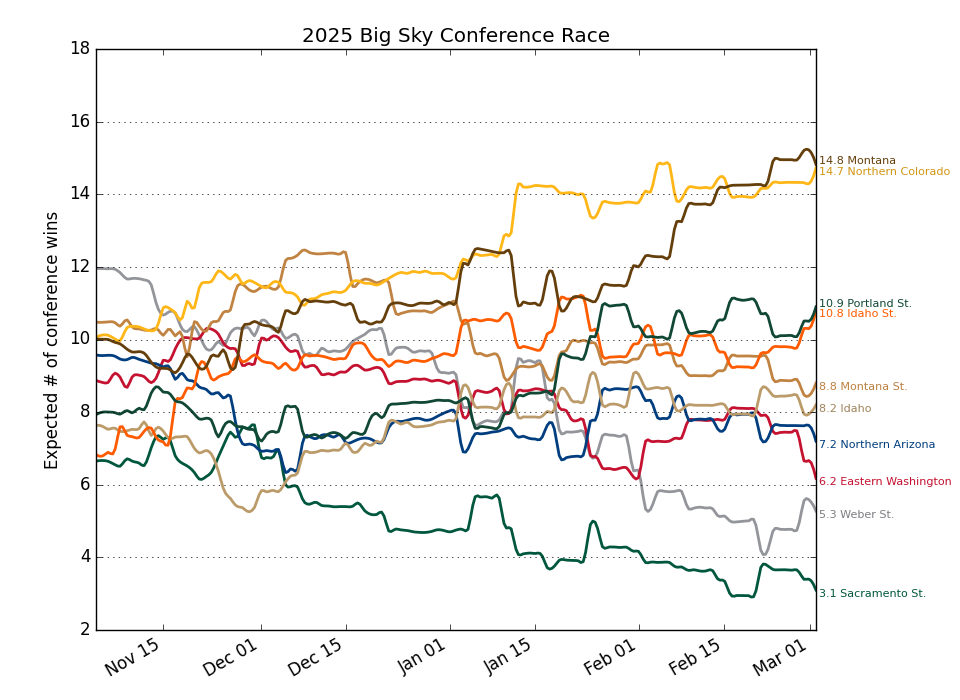 2025 Big Sky Conference Race
Expected # of conference wins
18
16
14
12
10
8
6
4
2
Nov 15
Dec 01
Dec 15
Jan 01
Jan 15
Feb 01
Feb 15
Mar 01
14.8 Montana
14.7 Northern Colorado
10.9 Portland St.
10.8 Idaho St.
8.8 Montana St.
8.2 Idaho
7.2 Northern Arizona
6.2 Eastern Washington
5.3 Weber St.
3.1 Sacramento St.